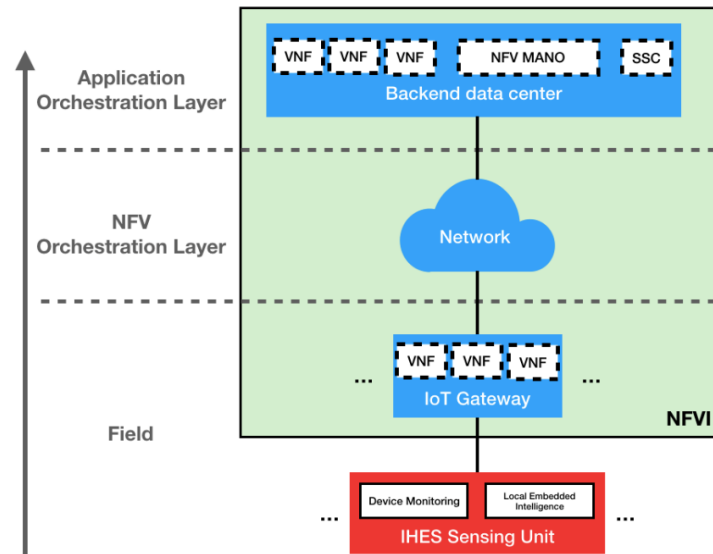 VNF VNF VNF NFV MANO SSC
Backend data center
Application
Orchestration Layer
NFV
Orchestration Layer
Network
VNF VNF VNF
... ...
IoT Gateway
NFVI
Field
Device Monitoring
Local Embedded
Intelligence
... ...
IHES Sensing Unit